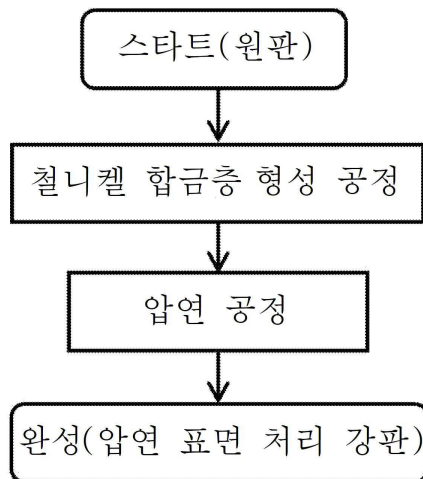 스타트(원판)
철니켈 합금층 형성 공정
압연 공정
완성(압연 표면 처리 강판)